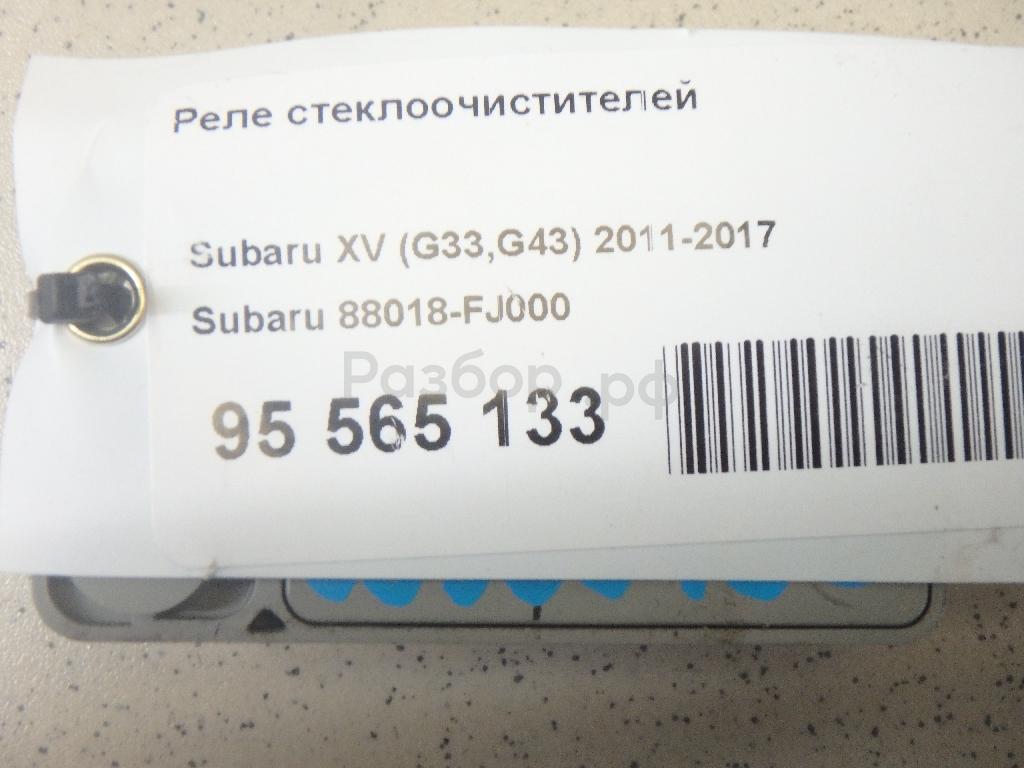 Реле стеклоочистителей
Subaru XV (G33,G43) 2011-2017
Subaru 88018-FJ000
Разбор.рф
95 565 133